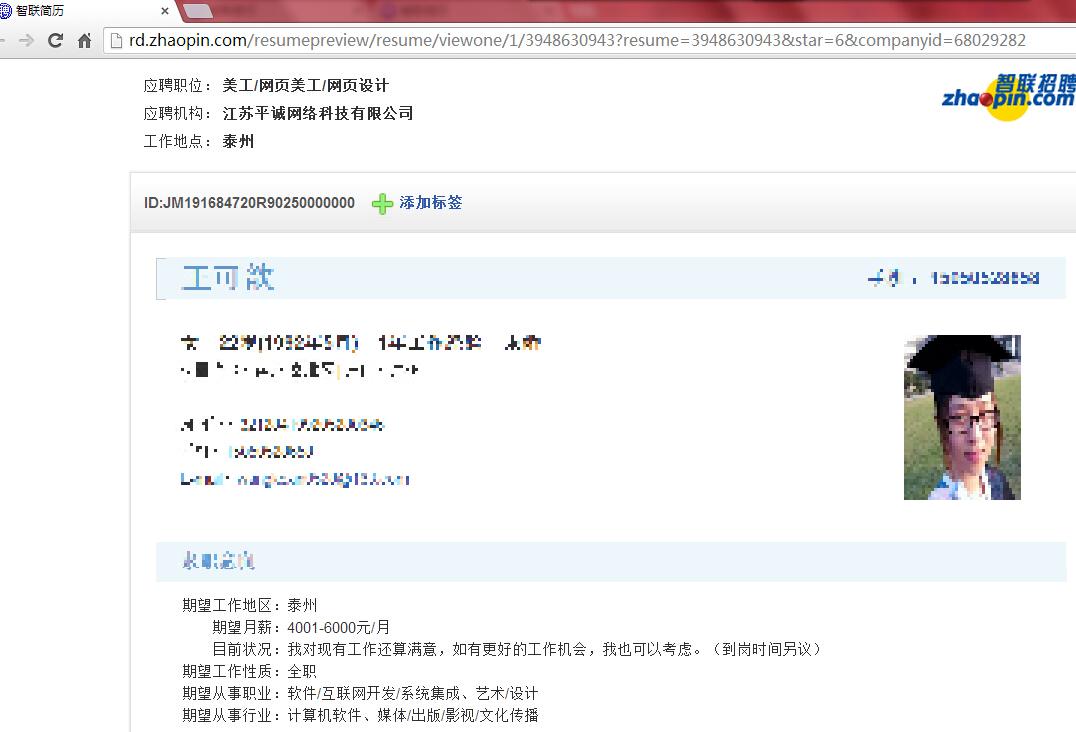 智联简历
rd.zhaopin.com/resumepreview/resume/viewone/1/3948630943?resume=3948630943&star=6&companyid=68029282
应聘职位： 美工/网页美工/网页设计
应聘机构： 江苏平诚网络科技有限公司
工作地点： 泰州
智联招聘
zhaopin.com
ID:JM191684720R90250000000 添加标签
求职意向
期望工作地区：泰州
期望月薪：4001-6000元/月
目前状况：我对现有工作还算满意，如有更好的工作机会，我也可以考虑。（到岗时间另议）
期望工作性质：全职
期望从事职业：软件/互联网开发/系统集成、艺术/设计
期望从事行业：计算机软件、媒体/出版/影视/文化传播